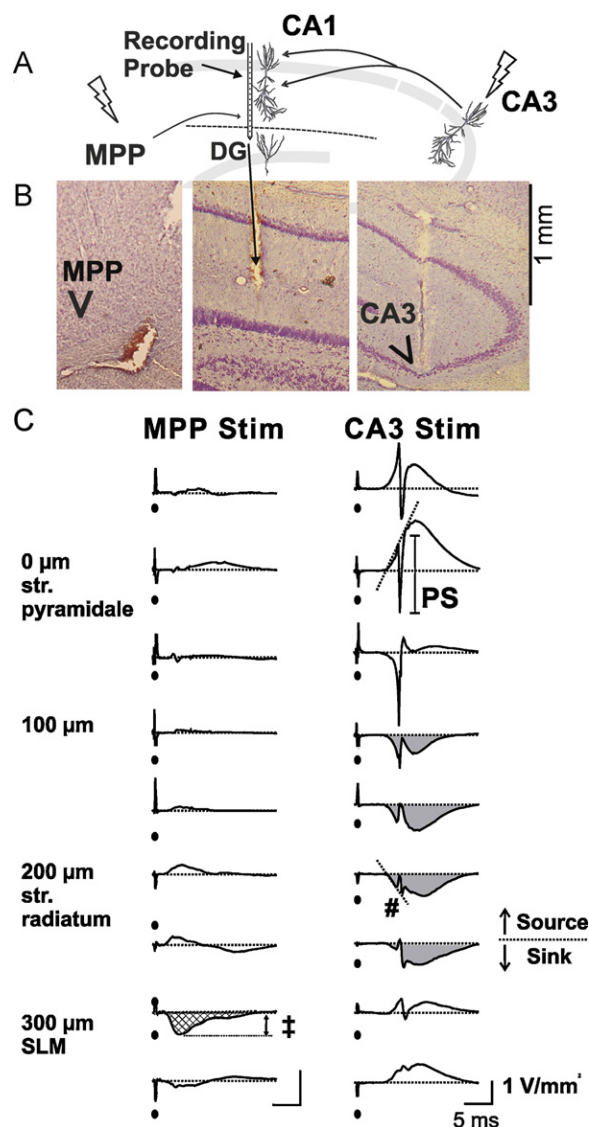 A
Recording
Probe
CA1
CA3
MPP
DG
B
MPP
CA3
1 mm
C
MPP Stim
CA3 Stim
0 µm
str.
pyramidale
PS
100 µm
200 µm
str.
radiatum
#
↑ Source
↓ Sink
300 µm
SLM
‡
1 V/mm²
5 ms